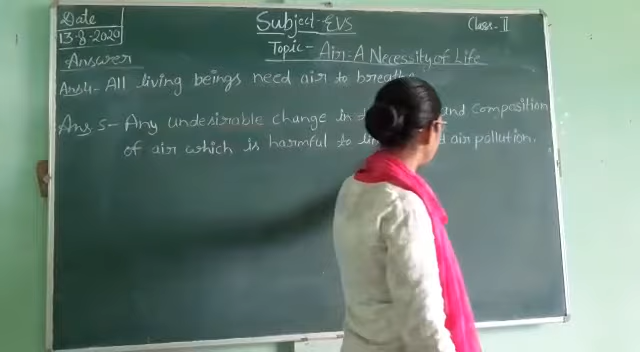 Date
13-8-2020
Subject-EVS
Class-II
Topic- Air: A Necessity of Life
Answer
Ans4- All living beings need air to breathe
Ans 5- Any undesirable change in and composition
of air which is harmful to air pollution.